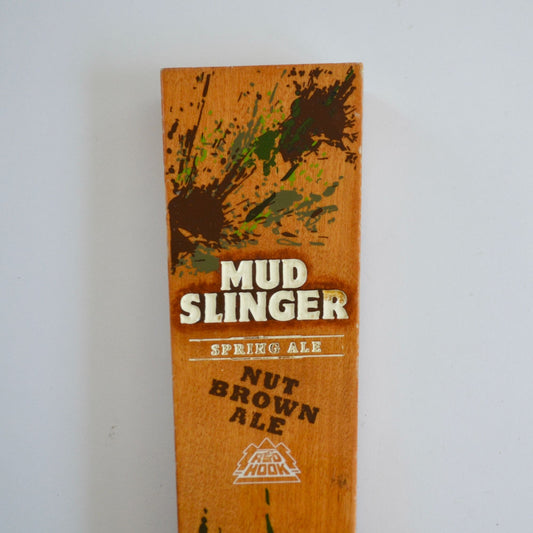 MUD
SLINGER
SPRING ALE
NUT
BROWN
ALE
RED
HOOK